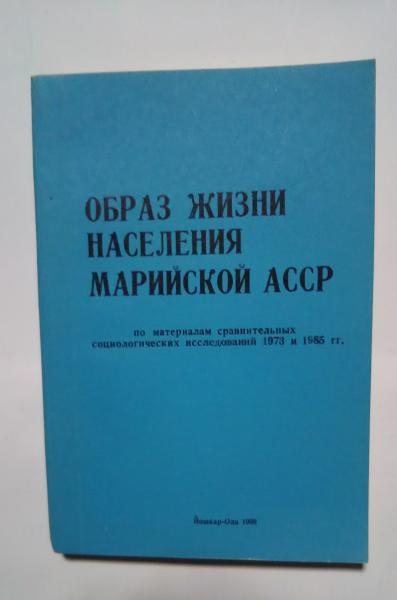 ОБРАЗ ЖИЗНИ
НАСЕЛЕНИЯ
МАРИЙСКОЙ АССР
по материалам сравнительных
социологических исследований 1973 и 1985 гг.
Йошкар-Ола